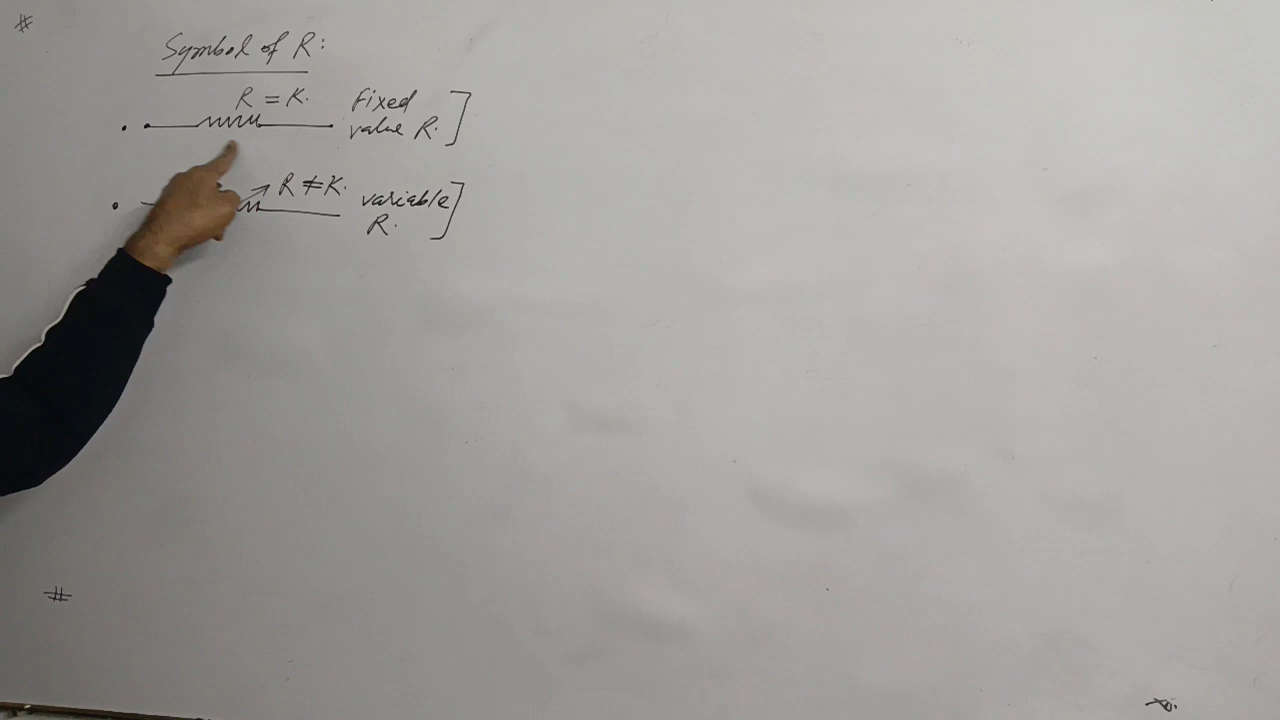 #
Symbol of R:
R = K. Fixed
value R.
R ≠ K. variable
R.
#